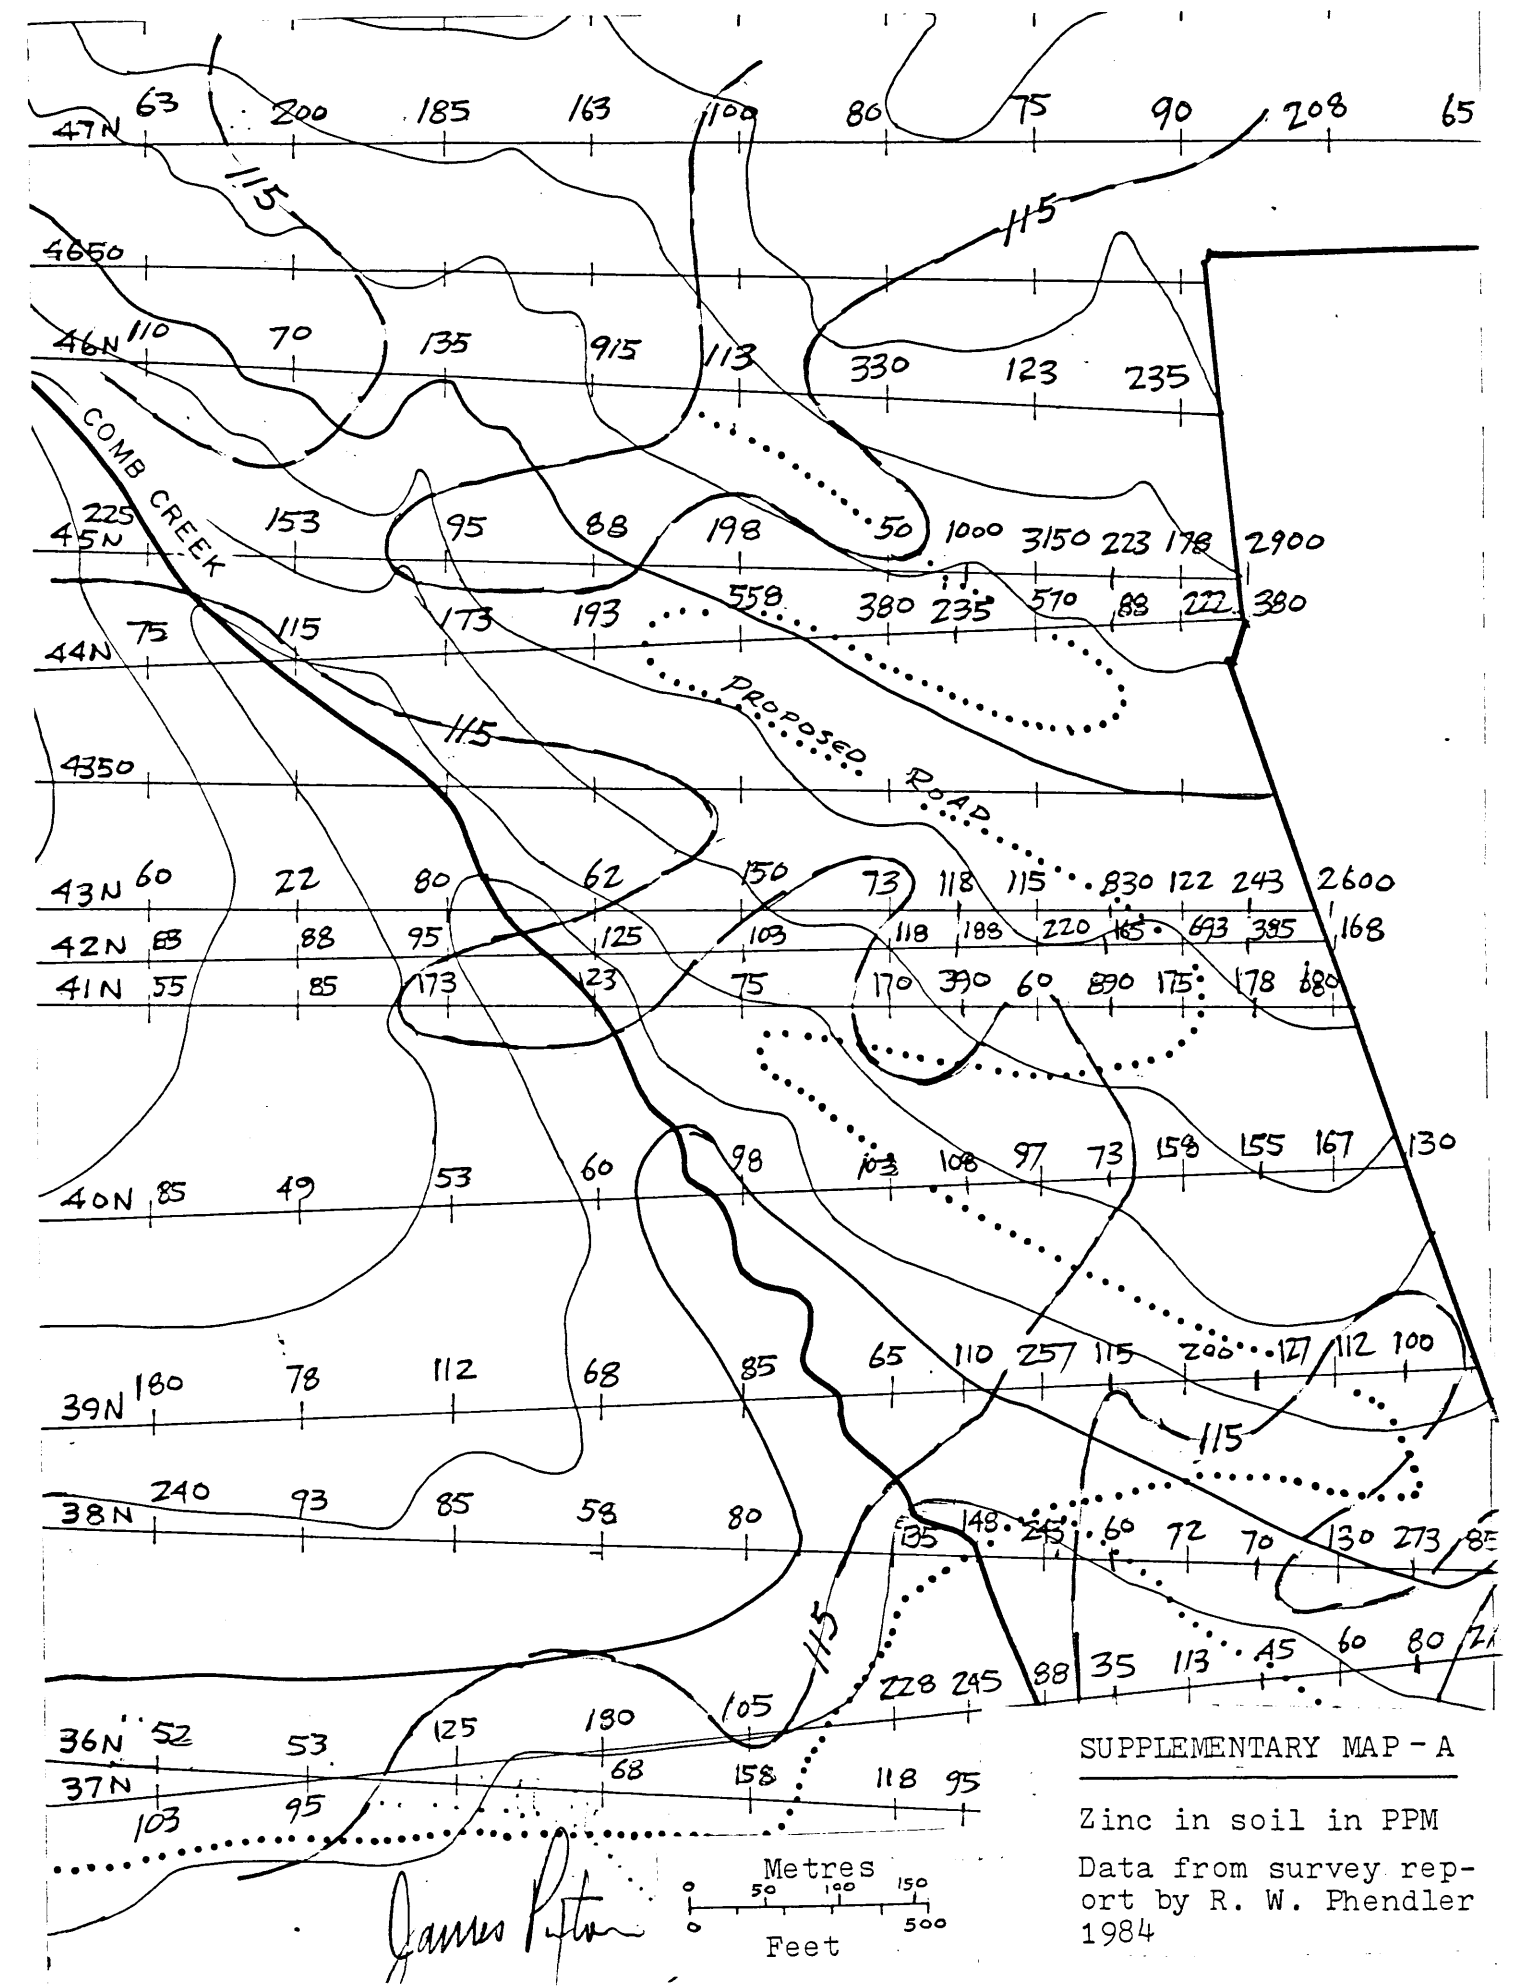 63 200 185 163 100 80 75 90 208 65
47N
115
115
4650
46N 110 70 135 915 113 330 123 235
COMB CREEK
225 153 95 88 198 50 1000 3150 223 178 2900
45N
558 380 235 570 88 222 380
44N 75 115 173 193
PROPOSED ROAD
115
4350
43N 60 22 80 62 150 73 118 115 830 122 243 2600
42N 83 88 95 125 103 118 188 220 165 693 395 168
41N 55 85 173 123 75 170 390 60 890 175 178 680
40N 85 49 53 60 98 103 108 97 73 158 155 167 130
39N 180 78 112 68 85 65 110 257 115 200 127 112 100
115
38N 240 93 85 58 80 135 148 245 60 72 70 130 273 85
115
228 245 88 35 113 45 60 80
36N 52 53 125 180 105
37N 103 95 68 158 118 95
SUPPLEMENTARY MAP - A
Zinc in soil in PPM
Data from survey rep-
ort by R. W. Phendler
1984
Metres
0 50 100 150
0 500
Feet
James